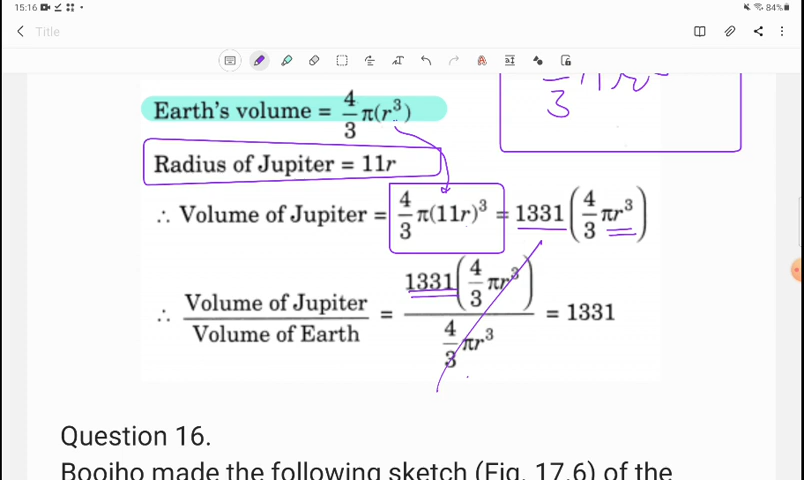 15:16
84%
Title
4/3 π r
Earth's volume = 4/3 π(r³)
Radius of Jupiter = 11r
∴ Volume of Jupiter = 4/3 π(11r)³ = 1331(4/3 πr³)
∴ Volume of Jupiter / Volume of Earth = 1331(4/3 πr³) / 4/3 πr³ = 1331
Question 16.
Boojho made the following sketch (Fig. 17.6) of the